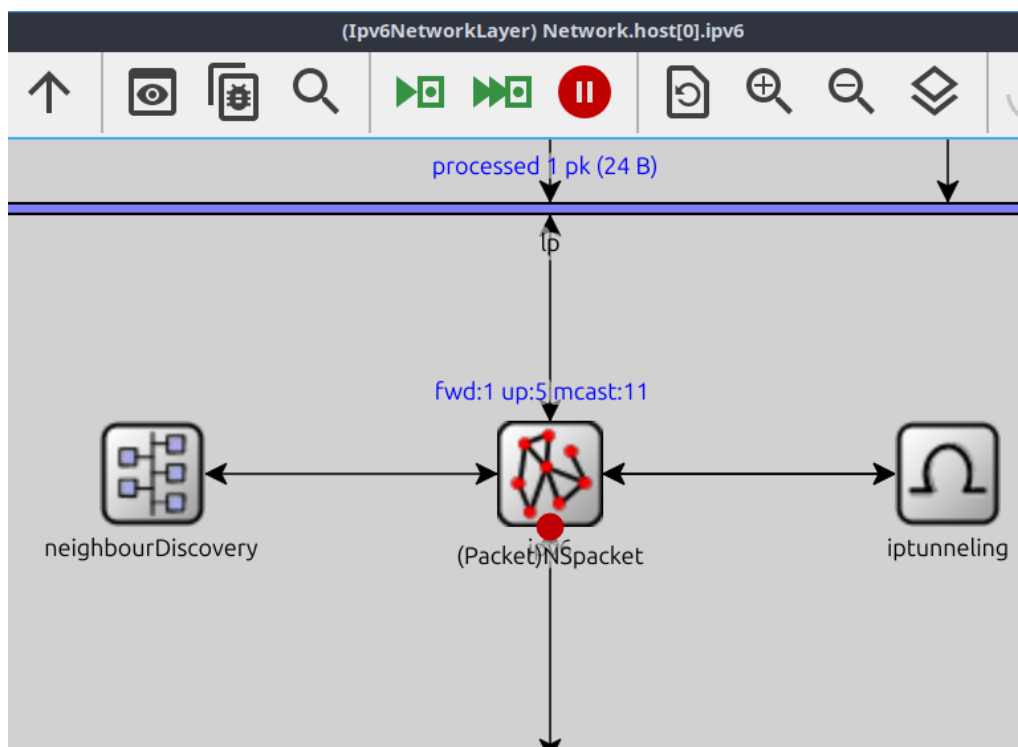 (Ipv6NetworkLayer) Network.host[0].ipv6
processed 1 pk (24 B)
lp
fwd:1 up:5 mcast:11
neighbourDiscovery
(Packet)NSpacket
iptunneling